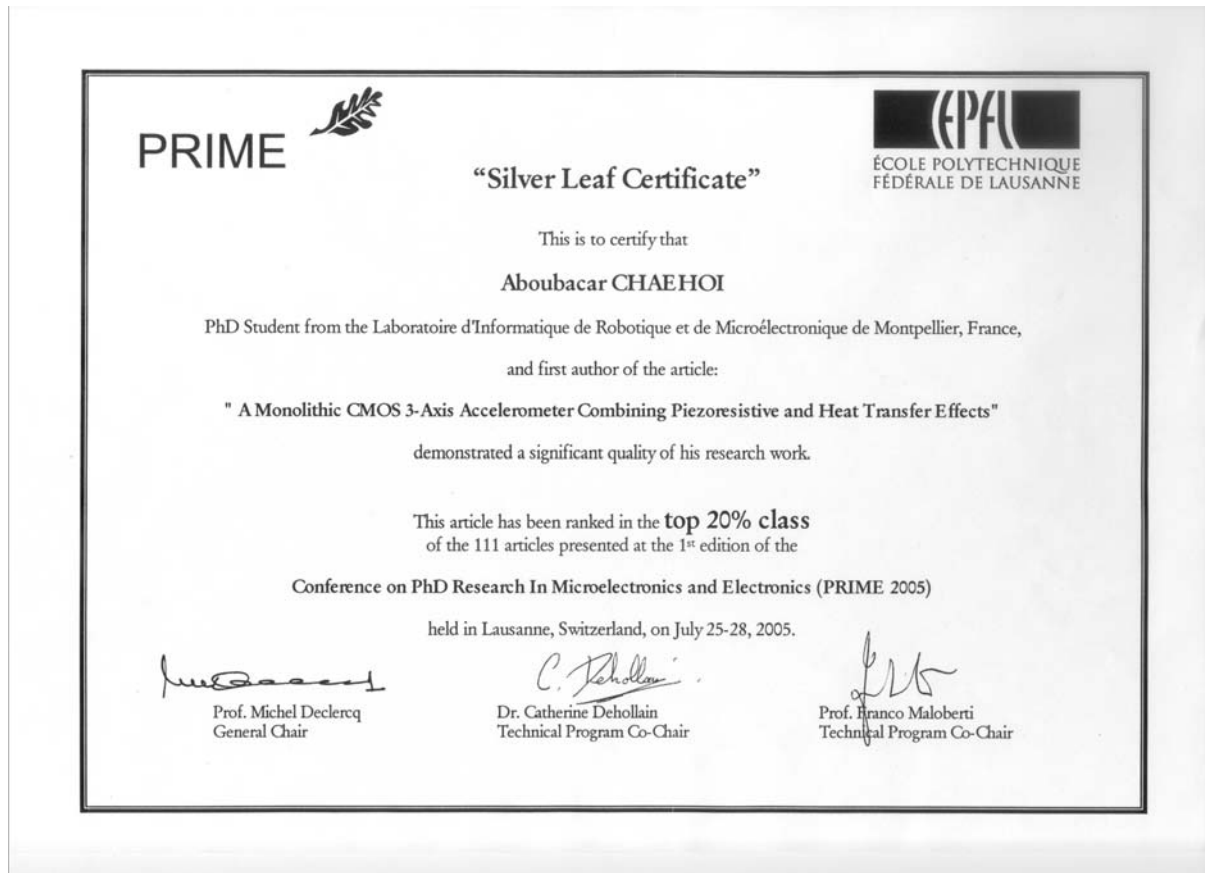 PRIME
EPFL
ÉCOLE POLYTECHNIQUE
FÉDÉRALE DE LAUSANNE
“Silver Leaf Certificate”
This is to certify that
Aboubacar CHAEHOI
PhD Student from the Laboratoire d'Informatique de Robotique et de Microélectronique de Montpellier, France,
and first author of the article:
" A Monolithic CMOS 3-Axis Accelerometer Combining Piezoresistive and Heat Transfer Effects"
demonstrated a significant quality of his research work.
This article has been ranked in the top 20% class
of the 111 articles presented at the 1st edition of the
Conference on PhD Research In Microelectronics and Electronics (PRIME 2005)
held in Lausanne, Switzerland, on July 25-28, 2005.
C. Dehollain
Prof. Michel Declercq
General Chair
Dr. Catherine Dehollain
Technical Program Co-Chair
Prof. Franco Maloberti
Technical Program Co-Chair